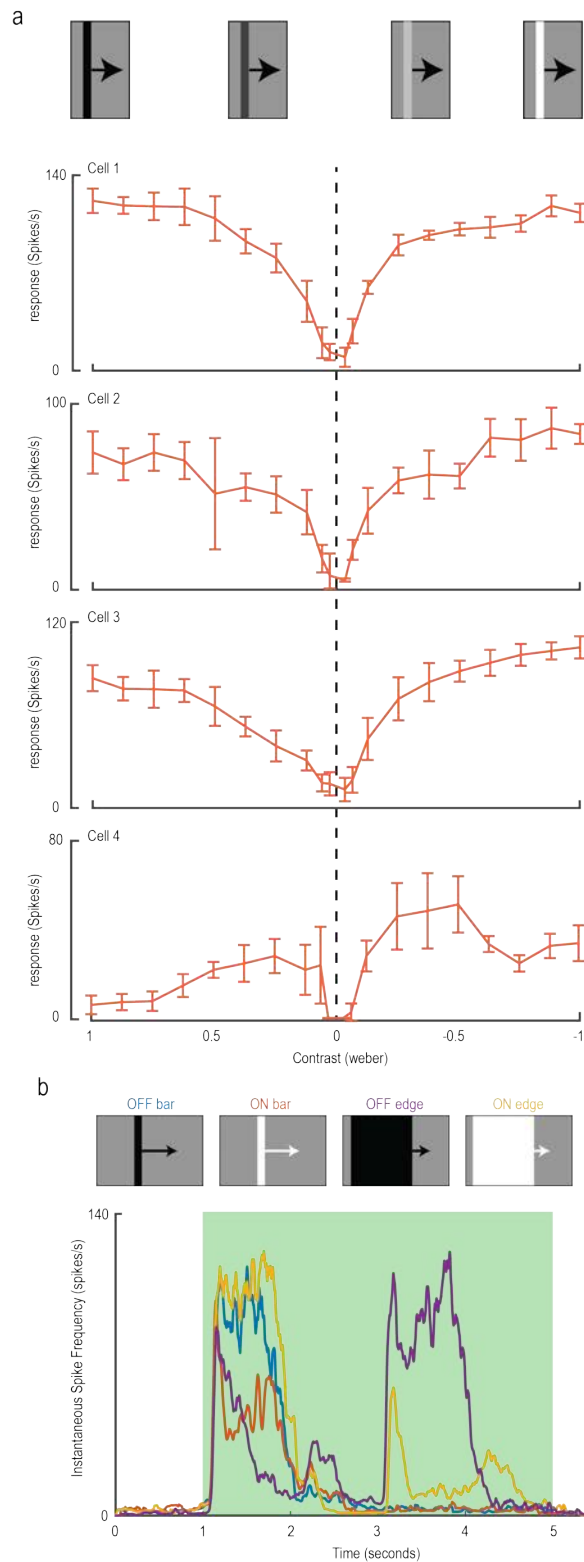 a
Cell 1
140
response (Spikes/s)
0
Cell 2
100
response (Spikes/s)
0
Cell 3
120
response (Spikes/s)
0
Cell 4
80
response (Spikes/s)
0
1 0.5 0 -0.5 -1
Contrast (weber)
b
OFF bar ON bar OFF edge ON edge
140
Instantaneous Spike Frequency (spikes/s)
0
0 1 2 3 4 5
Time (seconds)